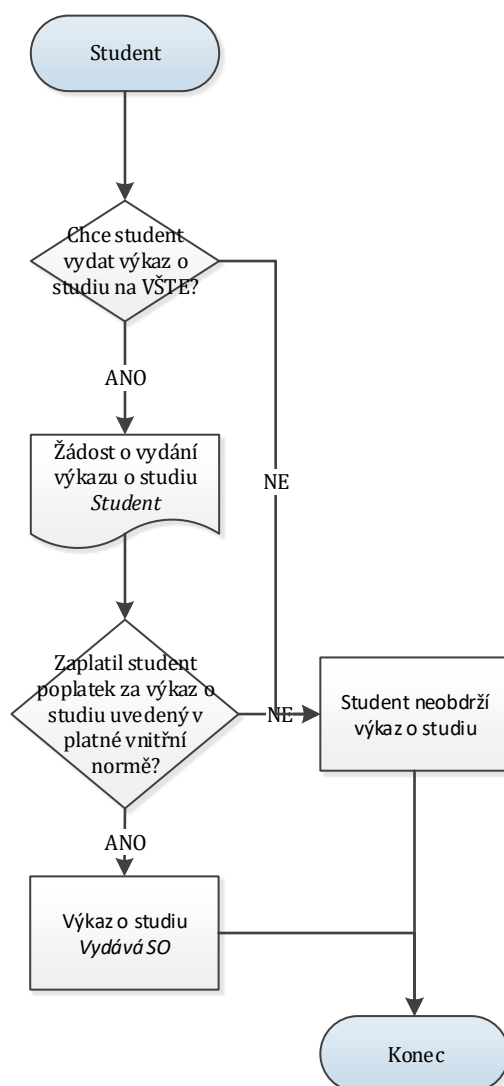 Student
Chce student
vydat výkaz o
studiu na VŠTE?
ANO
Žádost o vydání
výkazu o studiu
Student
NE
Zaplatil student
poplatek za výkaz o
studiu uvedený v
platné vnitřní
normě?
NE
Student neobdrží
výkaz o studiu
ANO
Výkaz o studiu
Vydává SO
Konec